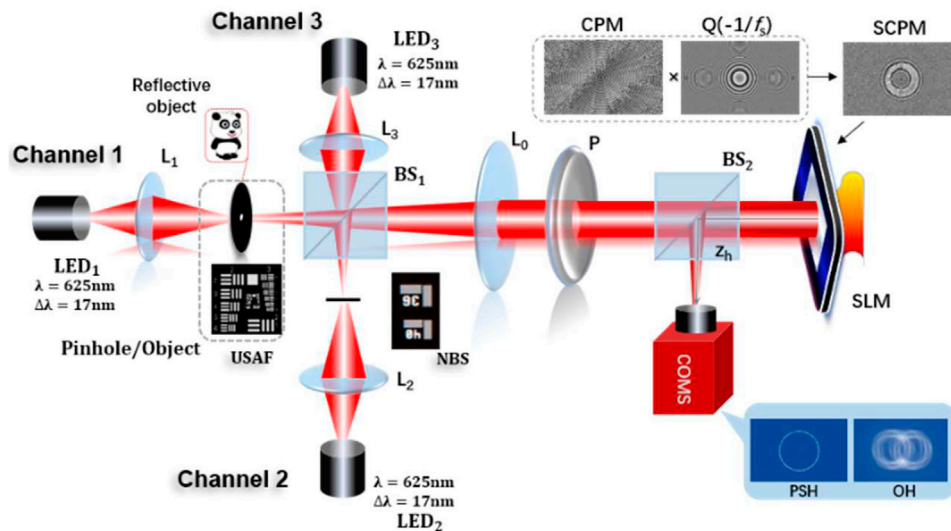 Channel 3
LED3
λ = 625nm
Δλ = 17nm
CPM
Q(-1/fs)
SCPM
×
Reflective
object
Channel 1
L1
L3
BS1
L0
P
BS2
zh
SLM
LED1
λ = 625nm
Δλ = 17nm
Pinhole/Object
USAF
36
40
NBS
L2
COMS
Channel 2
λ = 625nm
Δλ = 17nm
LED2
PSH
OH